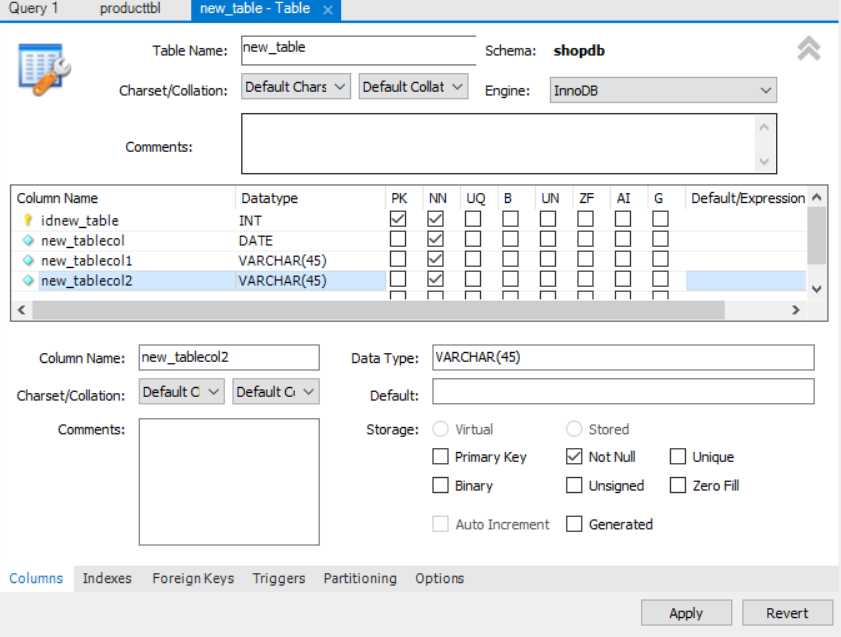 Query 1 producttbl new_table - Table ×
Table Name: new_table Schema: shopdb
Charset/Collation: Default Chars Default Collat Engine: InnoDB
Comments:
Column Name Datatype PK NN UQ B UN ZF AI G Default/Expression
idnew_table INT
new_tablecol DATE
new_tablecol1 VARCHAR(45)
new_tablecol2 VARCHAR(45)
Column Name: new_tablecol2 Data Type: VARCHAR(45)
Charset/Collation: Default C Default C Default:
Comments: Storage: Virtual Stored
Primary Key Not Null Unique
Binary Unsigned Zero Fill
Auto Increment Generated
Columns Indexes Foreign Keys Triggers Partitioning Options
Apply Revert